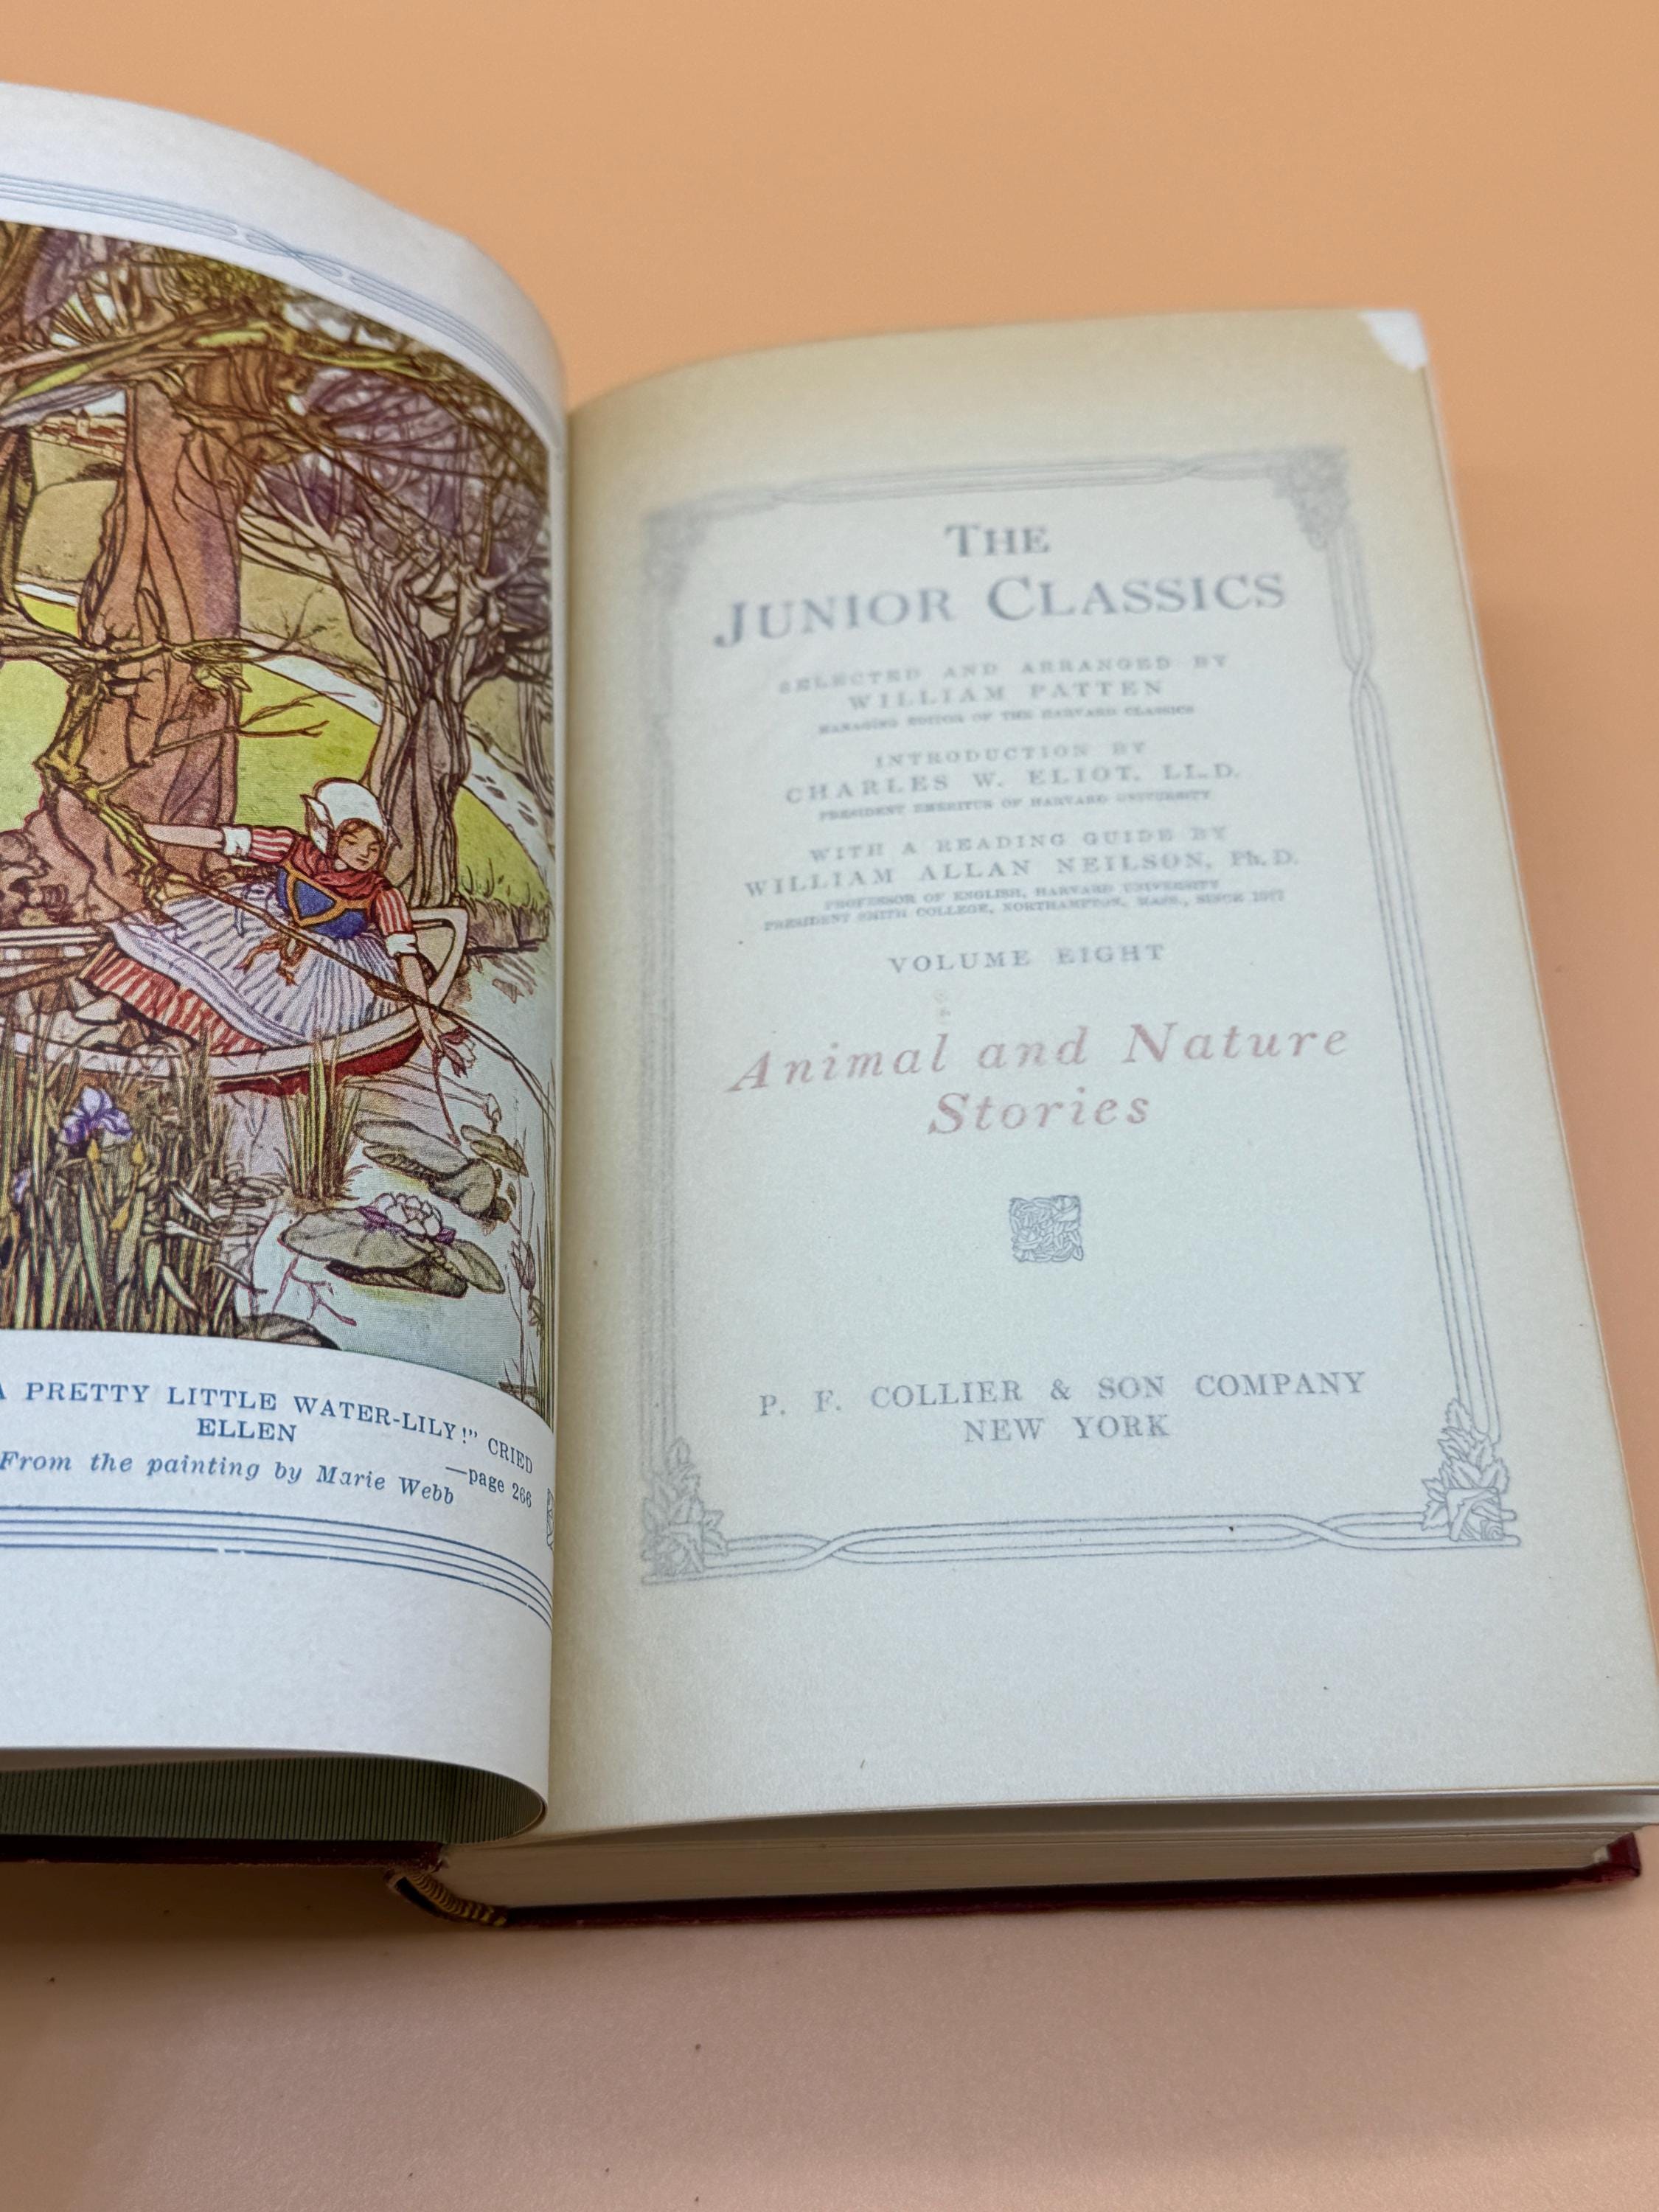 A PRETTY LITTLE WATER-LILY!" CRIED
ELLEN
—page 266
From the painting by Marie Webb
THE
JUNIOR CLASSICS
SELECTED AND ARRANGED BY
WILLIAM PATTEN
MANAGING EDITOR OF THE HARVARD CLASSICS
INTRODUCTION BY
CHARLES W. ELIOT, LL.D.
PRESIDENT EMERITUS OF HARVARD UNIVERSITY
WITH A READING GUIDE BY
WILLIAM ALLAN NEILSON, Ph.D.
PROFESSOR OF ENGLISH, HARVARD UNIVERSITY
PRESIDENT SMITH COLLEGE, NORTHAMPTON, MASS., SINCE 1917
VOLUME EIGHT
Animal and Nature
Stories
P. F. COLLIER & SON COMPANY
NEW YORK